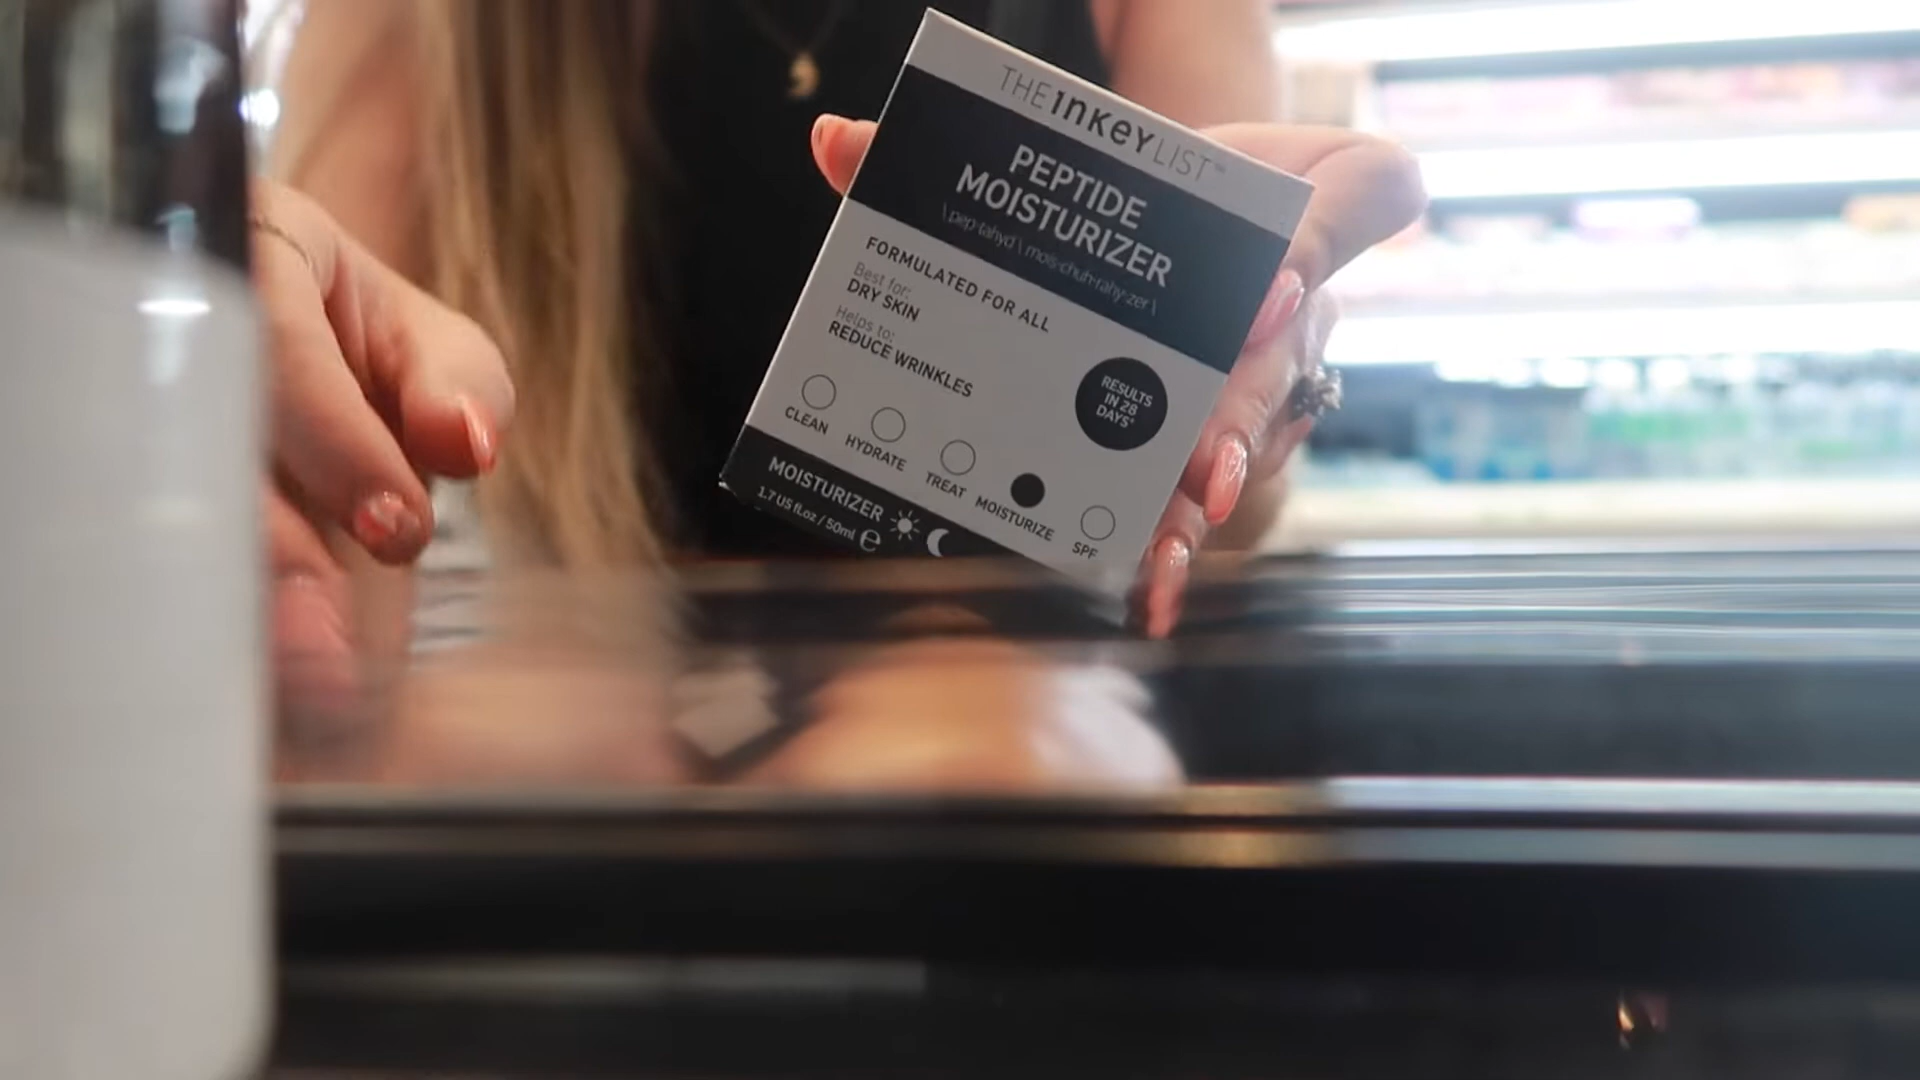 THE INKEY LIST™
PEPTIDE
MOISTURIZER
\ pep·tahyd \ mois·chuh·rahy·zer \
FORMULATED FOR ALL
Best for:
DRY SKIN
Helps to:
REDUCE WRINKLES
RESULTS
IN 28
DAYS*
CLEAN
HYDRATE
TREAT
MOISTURIZE
SPF
MOISTURIZER
1.7 US fl.oz / 50ml ℮